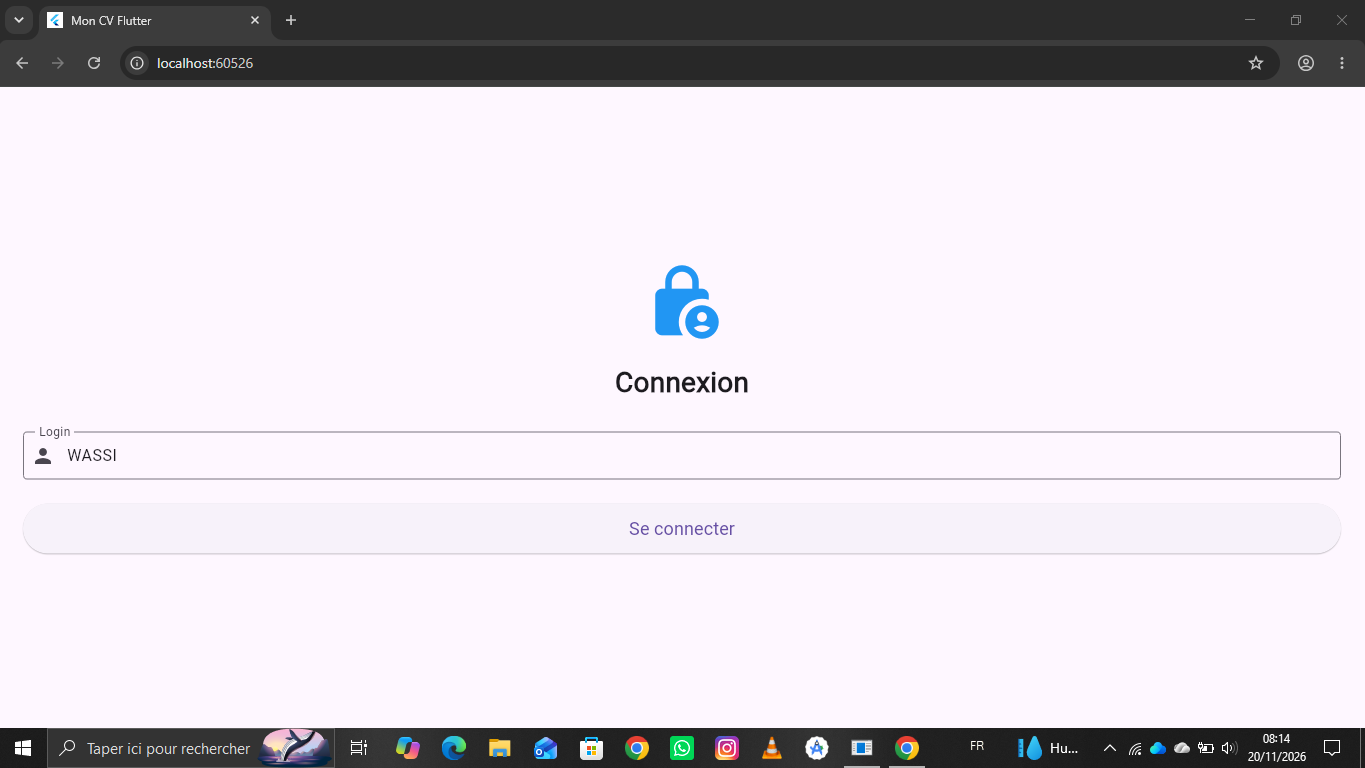 Mon CV Flutter
localhost:60526
Connexion
Login
WASSI
Se connecter
Taper ici pour rechercher
FR
Hu...
08:14
20/11/2026